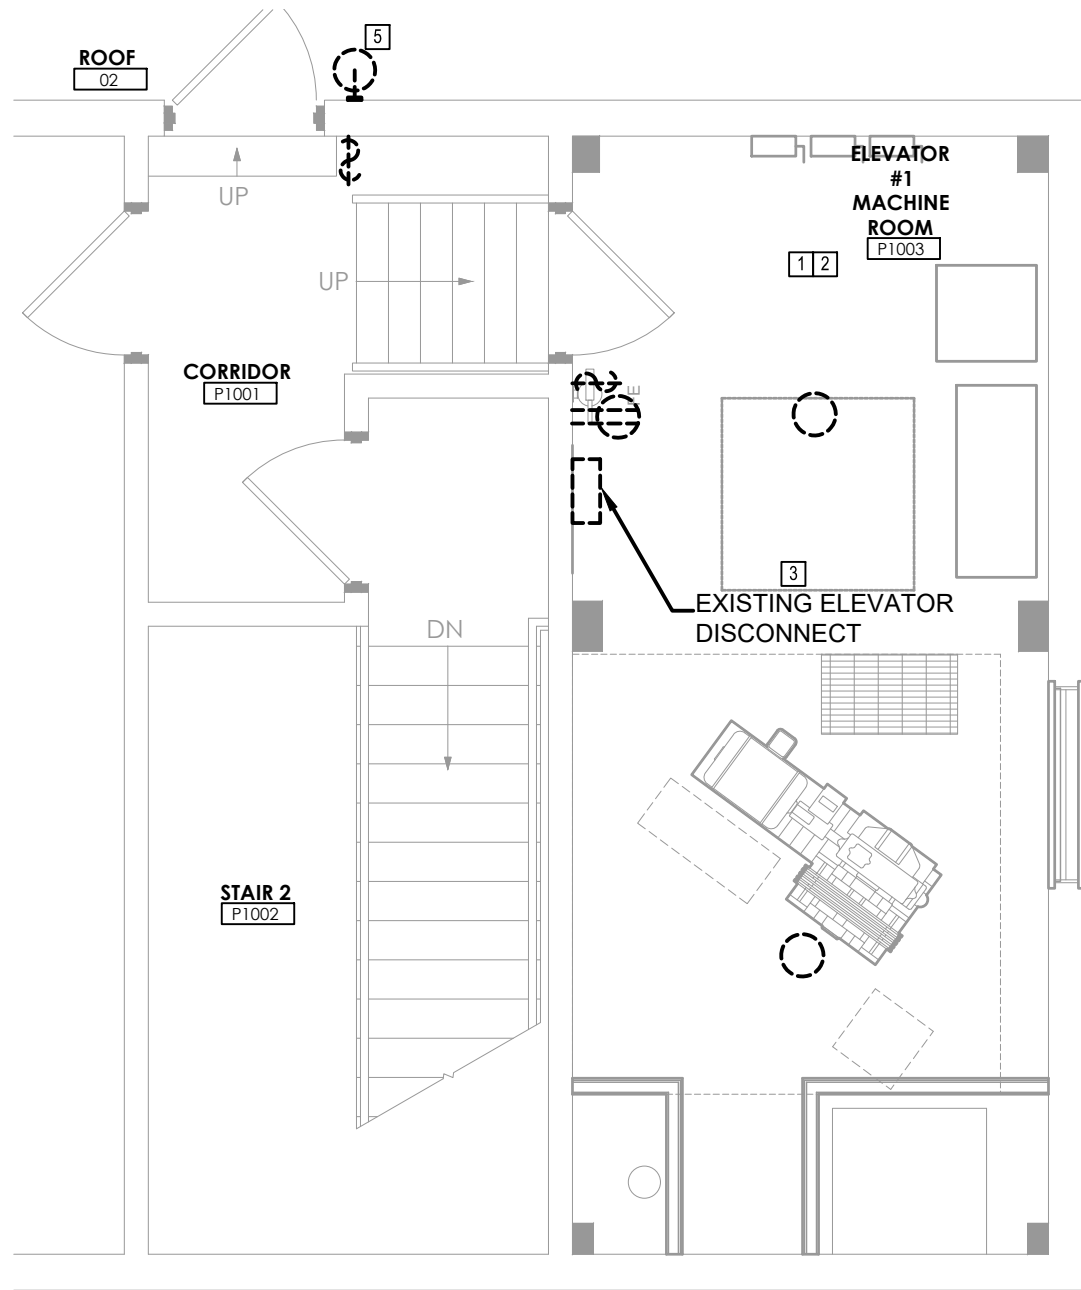 5
ROOF
02
ELEVATOR
#1
MACHINE
ROOM
P1003
UP
1 2
UP
CORRIDOR
P1001
FE
3
EXISTING ELEVATOR
DISCONNECT
DN
STAIR 2
P1002